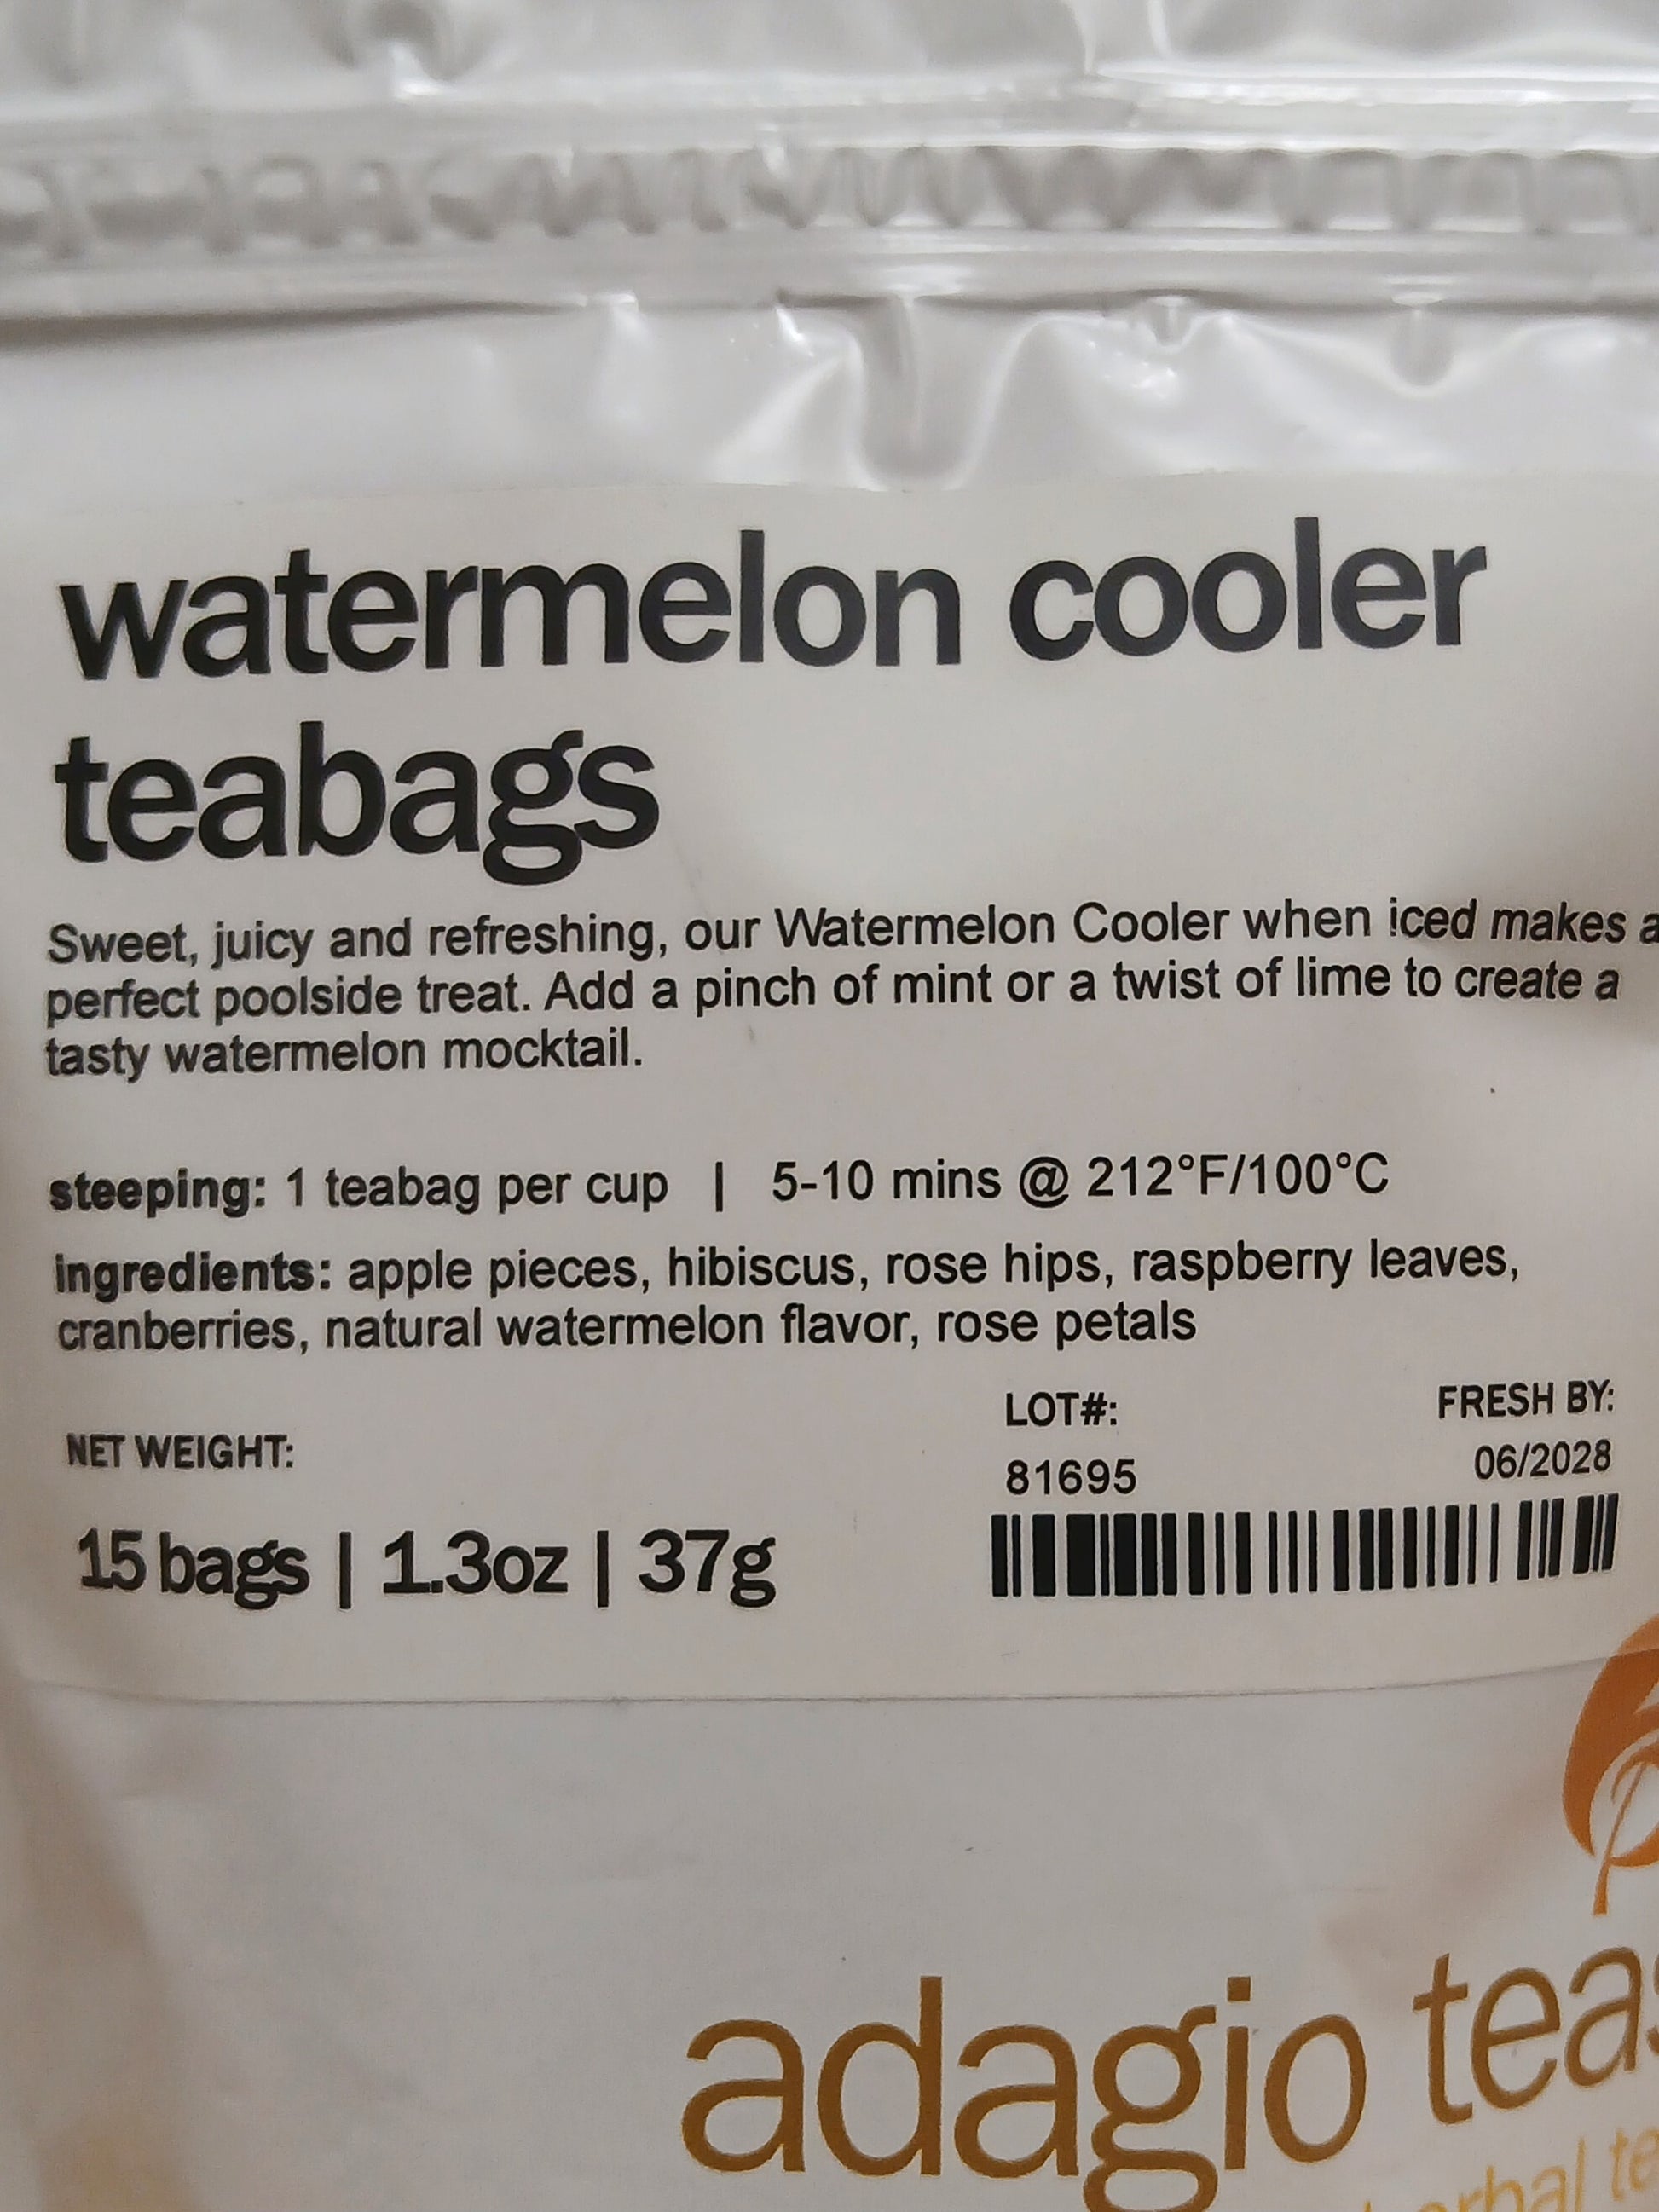 watermelon cooler
teabags
Sweet, juicy and refreshing, our Watermelon Cooler when iced makes a
perfect poolside treat. Add a pinch of mint or a twist of lime to create a
tasty watermelon mocktail.
steeping: 1 teabag per cup | 5-10 mins @ 212°F/100°C
ingredients: apple pieces, hibiscus, rose hips, raspberry leaves,
cranberries, natural watermelon flavor, rose petals
NET WEIGHT:
15 bags | 1.3oz | 37g
LOT#:
81695
FRESH BY:
06/2028
adagio teas